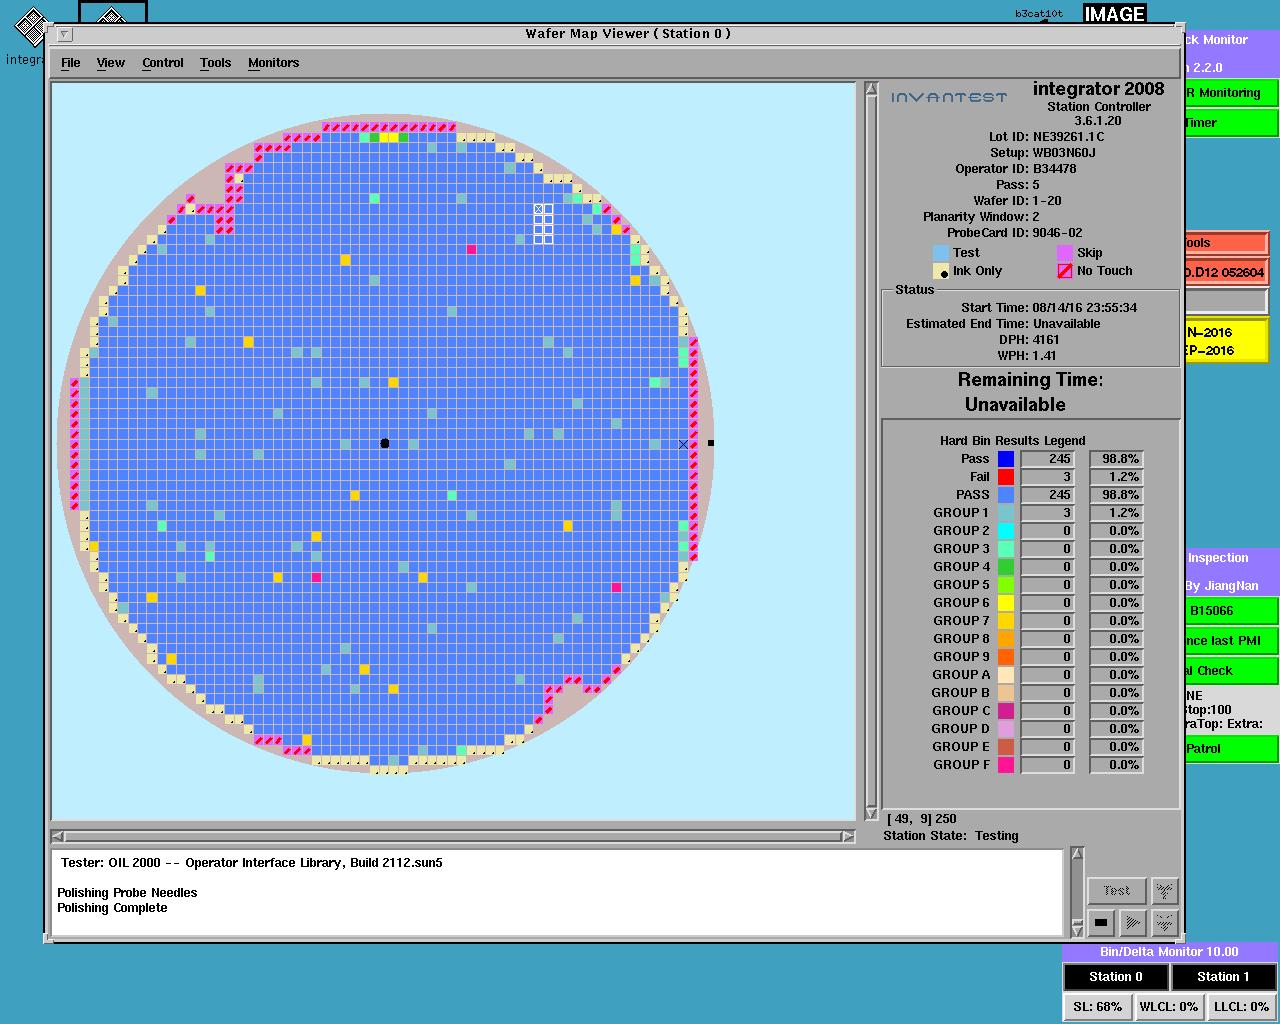 b3cat10t
IMAGE
integra
Wafer Map Viewer ( Station 0 )
File View Control Tools Monitors
INVANTEST
integrator 2008
Station Controller
3.6.1.20
Lot ID: NE39261.1C
Setup: WB03N60J
Operator ID: B34478
Pass: 5
Wafer ID: 1-20
Planarity Window: 2
ProbeCard ID: 9046-02
Test Skip
Ink Only No Touch
Status
Start Time: 08/14/16 23:55:34
Estimated End Time: Unavailable
DPH: 4161
WPH: 1.41
Remaining Time:
Unavailable
Hard Bin Results Legend
Pass 245 98.8%
Fail 3 1.2%
PASS 245 98.8%
GROUP 1 3 1.2%
GROUP 2 0 0.0%
GROUP 3 0 0.0%
GROUP 4 0 0.0%
GROUP 5 0 0.0%
GROUP 6 0 0.0%
GROUP 7 0 0.0%
GROUP 8 0 0.0%
GROUP 9 0 0.0%
GROUP A 0 0.0%
GROUP B 0 0.0%
GROUP C 0 0.0%
GROUP D 0 0.0%
GROUP E 0 0.0%
GROUP F 0 0.0%
[ 49, 9] 250
Station State: Testing
Tester: OIL 2000 -- Operator Interface Library, Build 2112.sun5
Polishing Probe Needles
Polishing Complete
Test
ck Monitor
2.2.0
R Monitoring
Timer
ools
.D12 052604
N-2016
EP-2016
Inspection
By JiangNan
B15066
nce last PMI
al Check
NE
Stop:100
raTop: Extra:
Patrol
Bin/Delta Monitor 10.00
Station 0 Station 1
SL: 68% WLCL: 0% LLCL: 0%